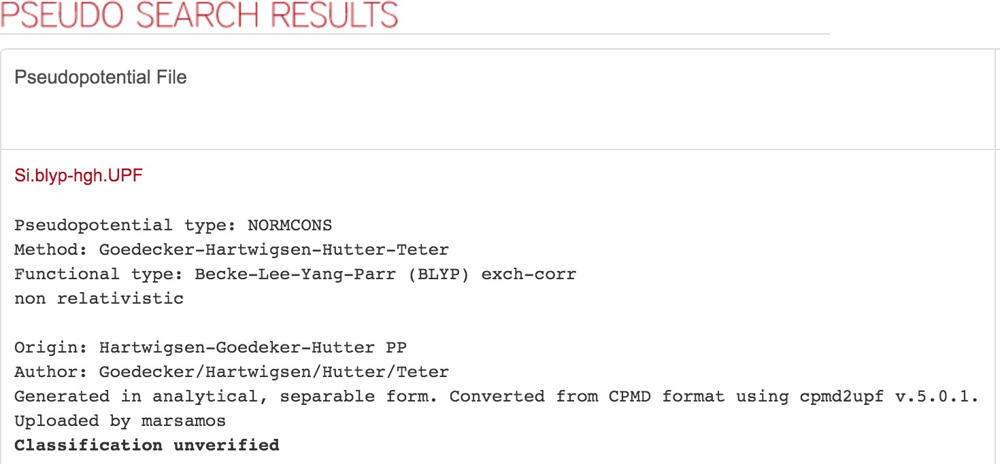 PSEUDO SEARCH RESULTS
Pseudopotential File
Si.blyp-hgh.UPF
Pseudopotential type: NORMCONS
Method: Goedecker-Hartwigsen-Hutter-Teter
Functional type: Becke-Lee-Yang-Parr (BLYP) exch-corr
non relativistic
Origin: Hartwigsen-Goedeker-Hutter PP
Author: Goedecker/Hartwigsen/Hutter/Teter
Generated in analytical, separable form. Converted from CPMD format using cpmd2upf v.5.0.1.
Uploaded by marsamos
Classification unverified